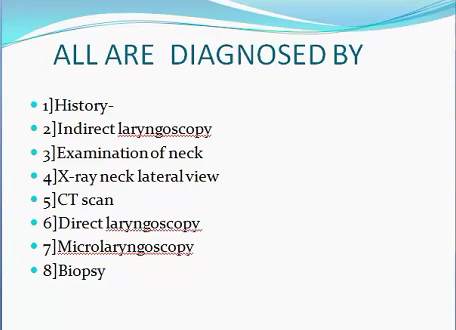 ALL ARE DIAGNOSED BY
• 1]History-
• 2]Indirect laryngoscopy
• 3]Examination of neck
• 4]X-ray neck lateral view
• 5]CT scan
• 6]Direct laryngoscopy
• 7]Microlaryngoscopy
• 8]Biopsy